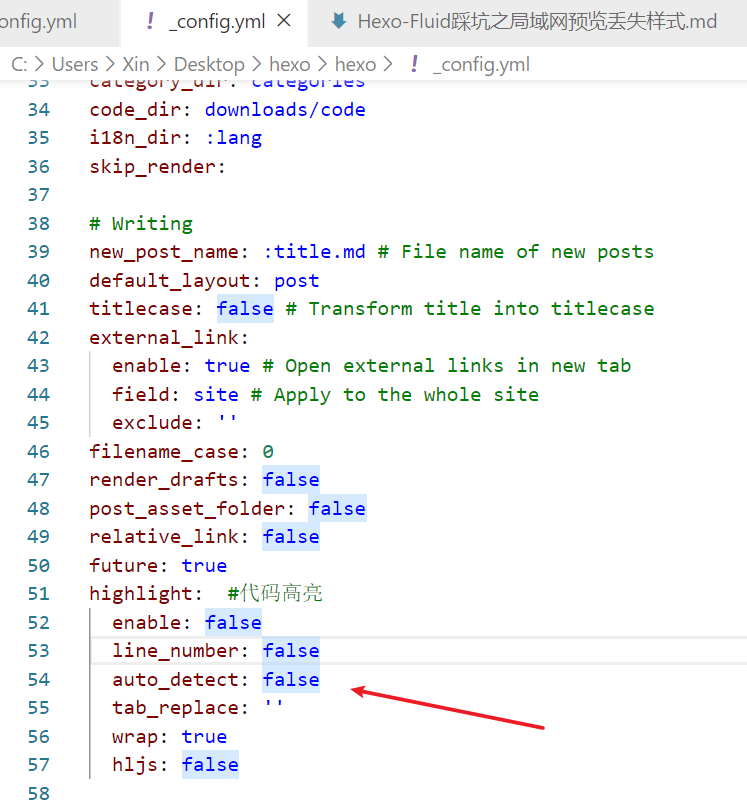 onfig.yml
! _config.yml ×
Hexo-Fluid踩坑之局域网预览丢失样式.md
C: > Users > Xin > Desktop > hexo > hexo > ! _config.yml
33 category_dir: categories
34 code_dir: downloads/code
35 i18n_dir: :lang
36 skip_render:
37
38 # Writing
39 new_post_name: :title.md # File name of new posts
40 default_layout: post
41 titlecase: false # Transform title into titlecase
42 external_link:
43 enable: true # Open external links in new tab
44 field: site # Apply to the whole site
45 exclude: ''
46 filename_case: 0
47 render_drafts: false
48 post_asset_folder: false
49 relative_link: false
50 future: true
51 highlight: #代码高亮
52 enable: false
53 line_number: false
54 auto_detect: false
55 tab_replace: ''
56 wrap: true
57 hljs: false
58